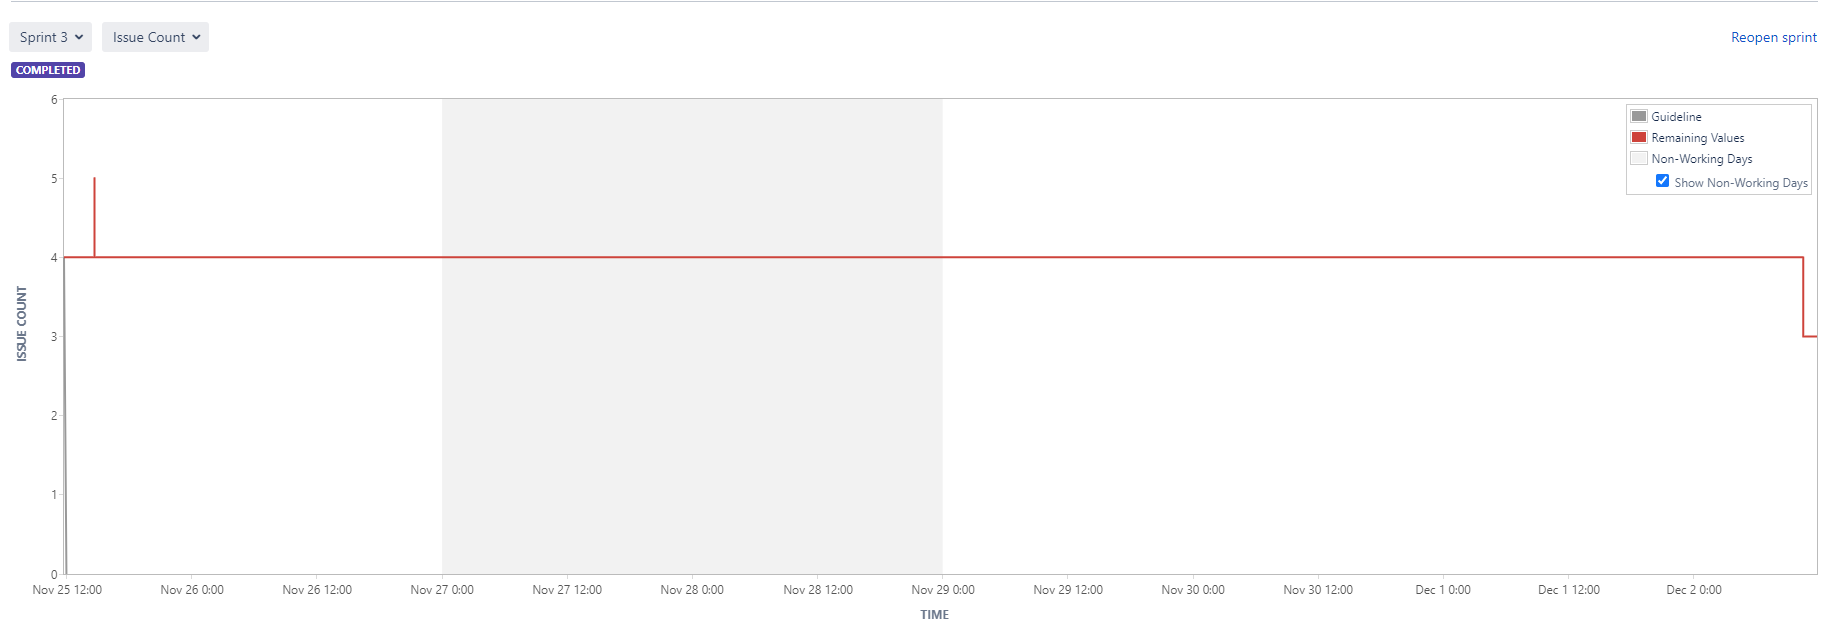 Sprint 3
Issue Count
Reopen sprint
COMPLETED
6
5
4
3
2
1
0
ISSUE COUNT
Guideline
Remaining Values
Non-Working Days
Show Non-Working Days
Nov 25 12:00
Nov 26 0:00
Nov 26 12:00
Nov 27 0:00
Nov 27 12:00
Nov 28 0:00
Nov 28 12:00
Nov 29 0:00
Nov 29 12:00
Nov 30 0:00
Nov 30 12:00
Dec 1 0:00
Dec 1 12:00
Dec 2 0:00
TIME